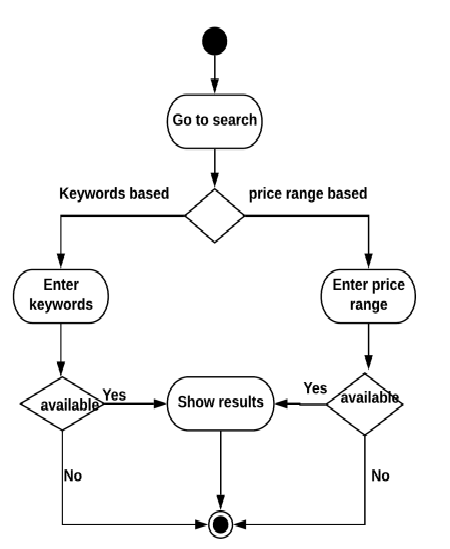 Go to search
Keywords based
price range based
Enter
keywords
Enter price
range
available
Yes
Show results
Yes
available
No
No